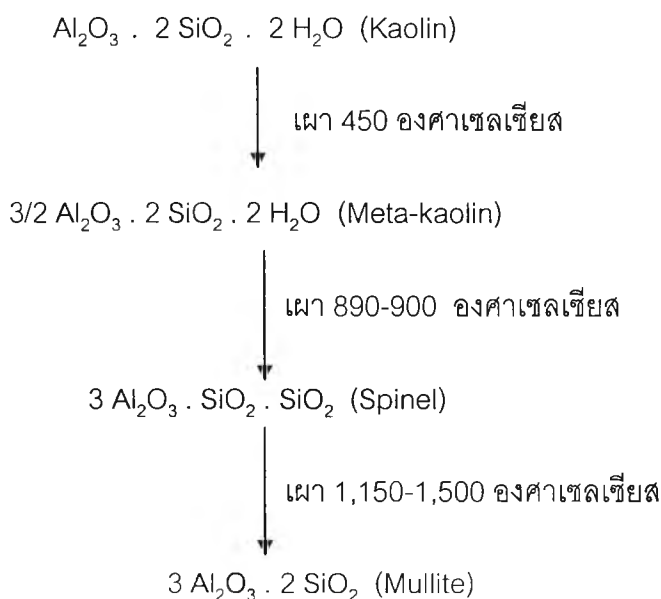 Al₂O₃ . 2 SiO₂ . 2 H₂O (Kaolin)
เผา 450 องศาเซลเซียส
3/2 Al₂O₃ . 2 SiO₂ . 2 H₂O (Meta-kaolin)
เผา 890-900 องศาเซลเซียส
3 Al₂O₃ . SiO₂ . SiO₂ (Spinel)
เผา 1,150-1,500 องศาเซลเซียส
3 Al₂O₃ . 2 SiO₂ (Mullite)